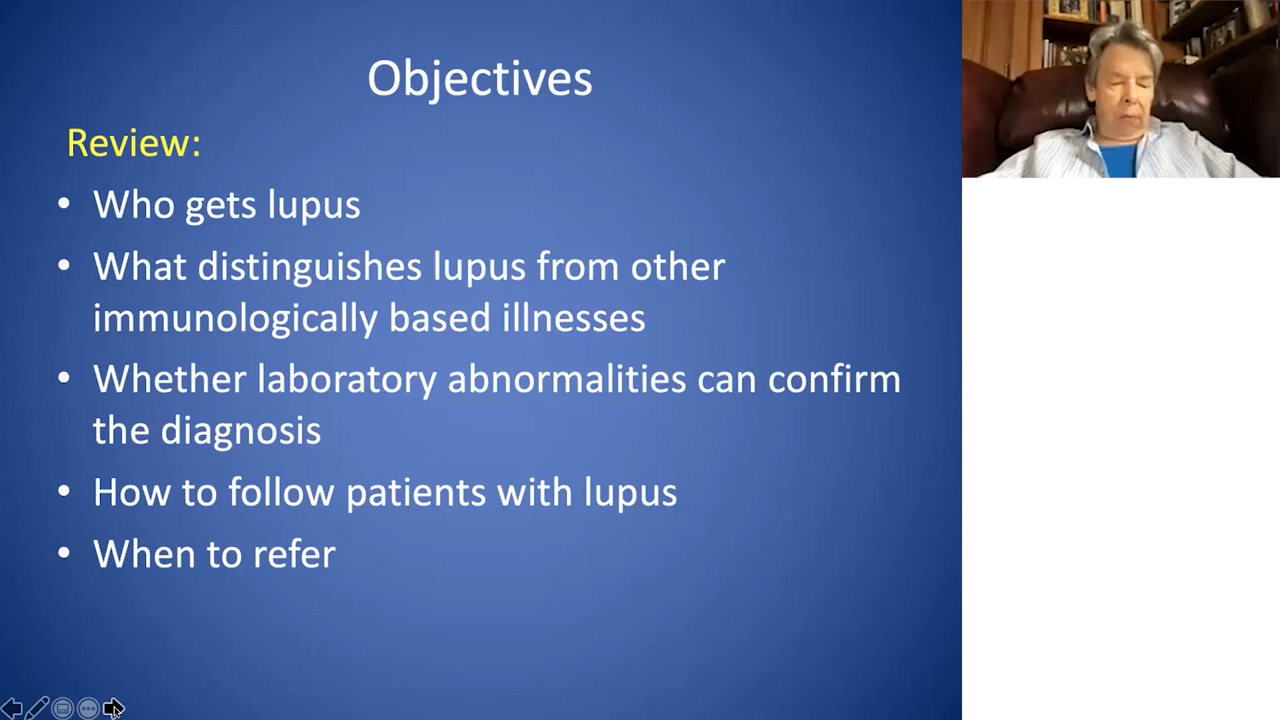 Objectives
Review:
• Who gets lupus
• What distinguishes lupus from other
immunologically based illnesses
• Whether laboratory abnormalities can confirm
the diagnosis
• How to follow patients with lupus
• When to refer